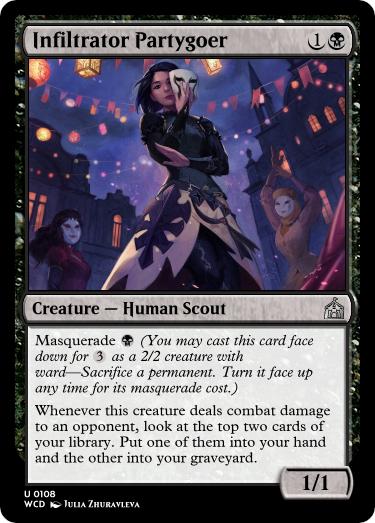 Infiltrator Partygoer 1
Creature — Human Scout
Masquerade (You may cast this card face
down for 3 as a 2/2 creature with
ward—Sacrifice a permanent. Turn it face up
any time for its masquerade cost.)
Whenever this creature deals combat damage
to an opponent, look at the top two cards of
your library. Put one of them into your hand
and the other into your graveyard.
1/1
U 0108
WCD Julia Zhuravleva